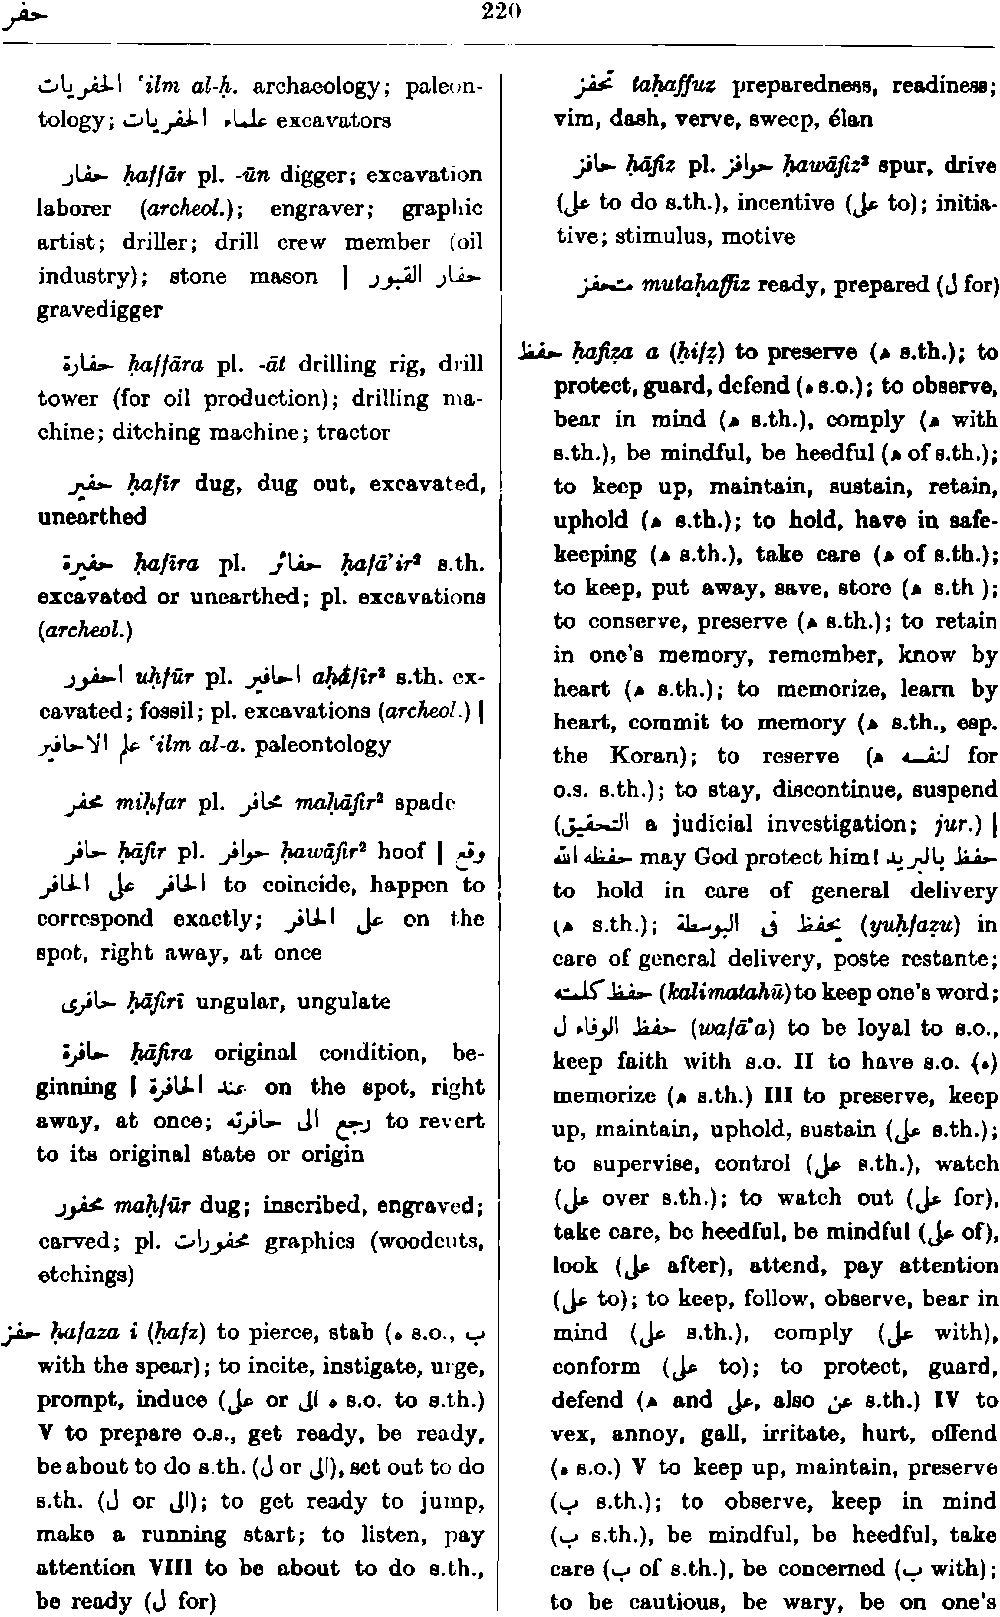 حفر
220
الحفريات ‘ilm al-ḥ. archaeology; paleon-
tology; علماء الحفريات excavators
حفار ḥaffār pl. -ūn digger; excavation
laborer (archeol.); engraver; graphic
artist; driller; drill crew member (oil
industry); stone mason | حفار القبور
gravedigger
حفارة ḥaffāra pl. -āt drilling rig, drill
tower (for oil production); drilling ma-
chine; ditching machine; tractor
حفير ḥafīr dug, dug out, excavated,
unearthed
حفيرة ḥafīra pl. حفائر ḥafā’ir² s.th.
excavated or unearthed; pl. excavations
(archeol.)
احفور uḥfūr pl. احافير aḥāfīr² s.th. ex-
cavated; fossil; pl. excavations (archeol.) |
علم الاحافير ‘ilm al-a. paleontology
محفر miḥfar pl. محافر maḥāfir² spade
حافر ḥāfir pl. حوافر ḥawāfir² hoof | وقع
الحافر على الحافر to coincide, happen to
correspond exactly; على الحافر on the
spot, right away, at once
حافرى ḥāfirī ungular, ungulate
حافرة ḥāfira original condition, be-
ginning | عند الحافرة on the spot, right
away, at once; رجع الى حافرته to revert
to its original state or origin
محفور maḥfūr dug; inscribed, engraved;
carved; pl. محفورات graphics (woodcuts,
etchings)
حفز ḥafaza i (ḥafz) to pierce, stab (ه s.o., ب
with the spear); to incite, instigate, urge,
prompt, induce (على or الى ه s.o. to s.th.)
V to prepare o.s., get ready, be ready,
be about to do s.th. (ل or الى), set out to do
s.th. (ل or الى); to get ready to jump,
make a running start; to listen, pay
attention VIII to be about to do s.th.,
be ready (ل for)
تحفز taḥaffuz preparedness, readiness;
vim, dash, verve, sweep, élan
حافز ḥāfiz pl. حوافز ḥawāfiz² spur, drive
(على to do s.th.), incentive (على to); initia-
tive; stimulus, motive
متحفز mutaḥaffiz ready, prepared (ل for)
حفظ ḥafiẓa a (ḥifẓ) to preserve (ه s.th.); to
protect, guard, defend (ه s.o.); to observe,
bear in mind (ه s.th.), comply (ه with
s.th.), be mindful, be heedful (ه of s.th.);
to keep up, maintain, sustain, retain,
uphold (ه s.th.); to hold, have in safe-
keeping (ه s.th.), take care (ه of s.th.);
to keep, put away, save, store (ه s.th );
to conserve, preserve (ه s.th.); to retain
in one's memory, remember, know by
heart (ه s.th.); to memorize, learn by
heart, commit to memory (ه s.th., esp.
the Koran); to reserve (ه لنفسه for
o.s. s.th.); to stay, discontinue, suspend
(التحقيق a judicial investigation; jur.) |
حفظه الله may God protect him! حفظ بالبريد
to hold in care of general delivery
(ه s.th.); يحفظ فى البوسطة (yuḥfaẓu) in
care of general delivery, poste restante;
حفظ كلمته (kalimatahū) to keep one's word;
حفظ الوفاء ل (wafā’a) to be loyal to s.o.,
keep faith with s.o. II to have s.o. (ه)
memorize (ه s.th.) III to preserve, keep
up, maintain, uphold, sustain (على s.th.);
to supervise, control (على s.th.), watch
(على over s.th.); to watch out (على for),
take care, be heedful, be mindful (على of),
look (على after), attend, pay attention
(على to); to keep, follow, observe, bear in
mind (على s.th.), comply (على with),
conform (على to); to protect, guard,
defend (ه and على, also عن s.th.) IV to
vex, annoy, gall, irritate, hurt, offend
(ه s.o.) V to keep up, maintain, preserve
(ب s.th.); to observe, keep in mind
(ب s.th.), be mindful, be heedful, take
care (ب of s.th.), be concerned (ب with);
to be cautious, be wary, be on one's